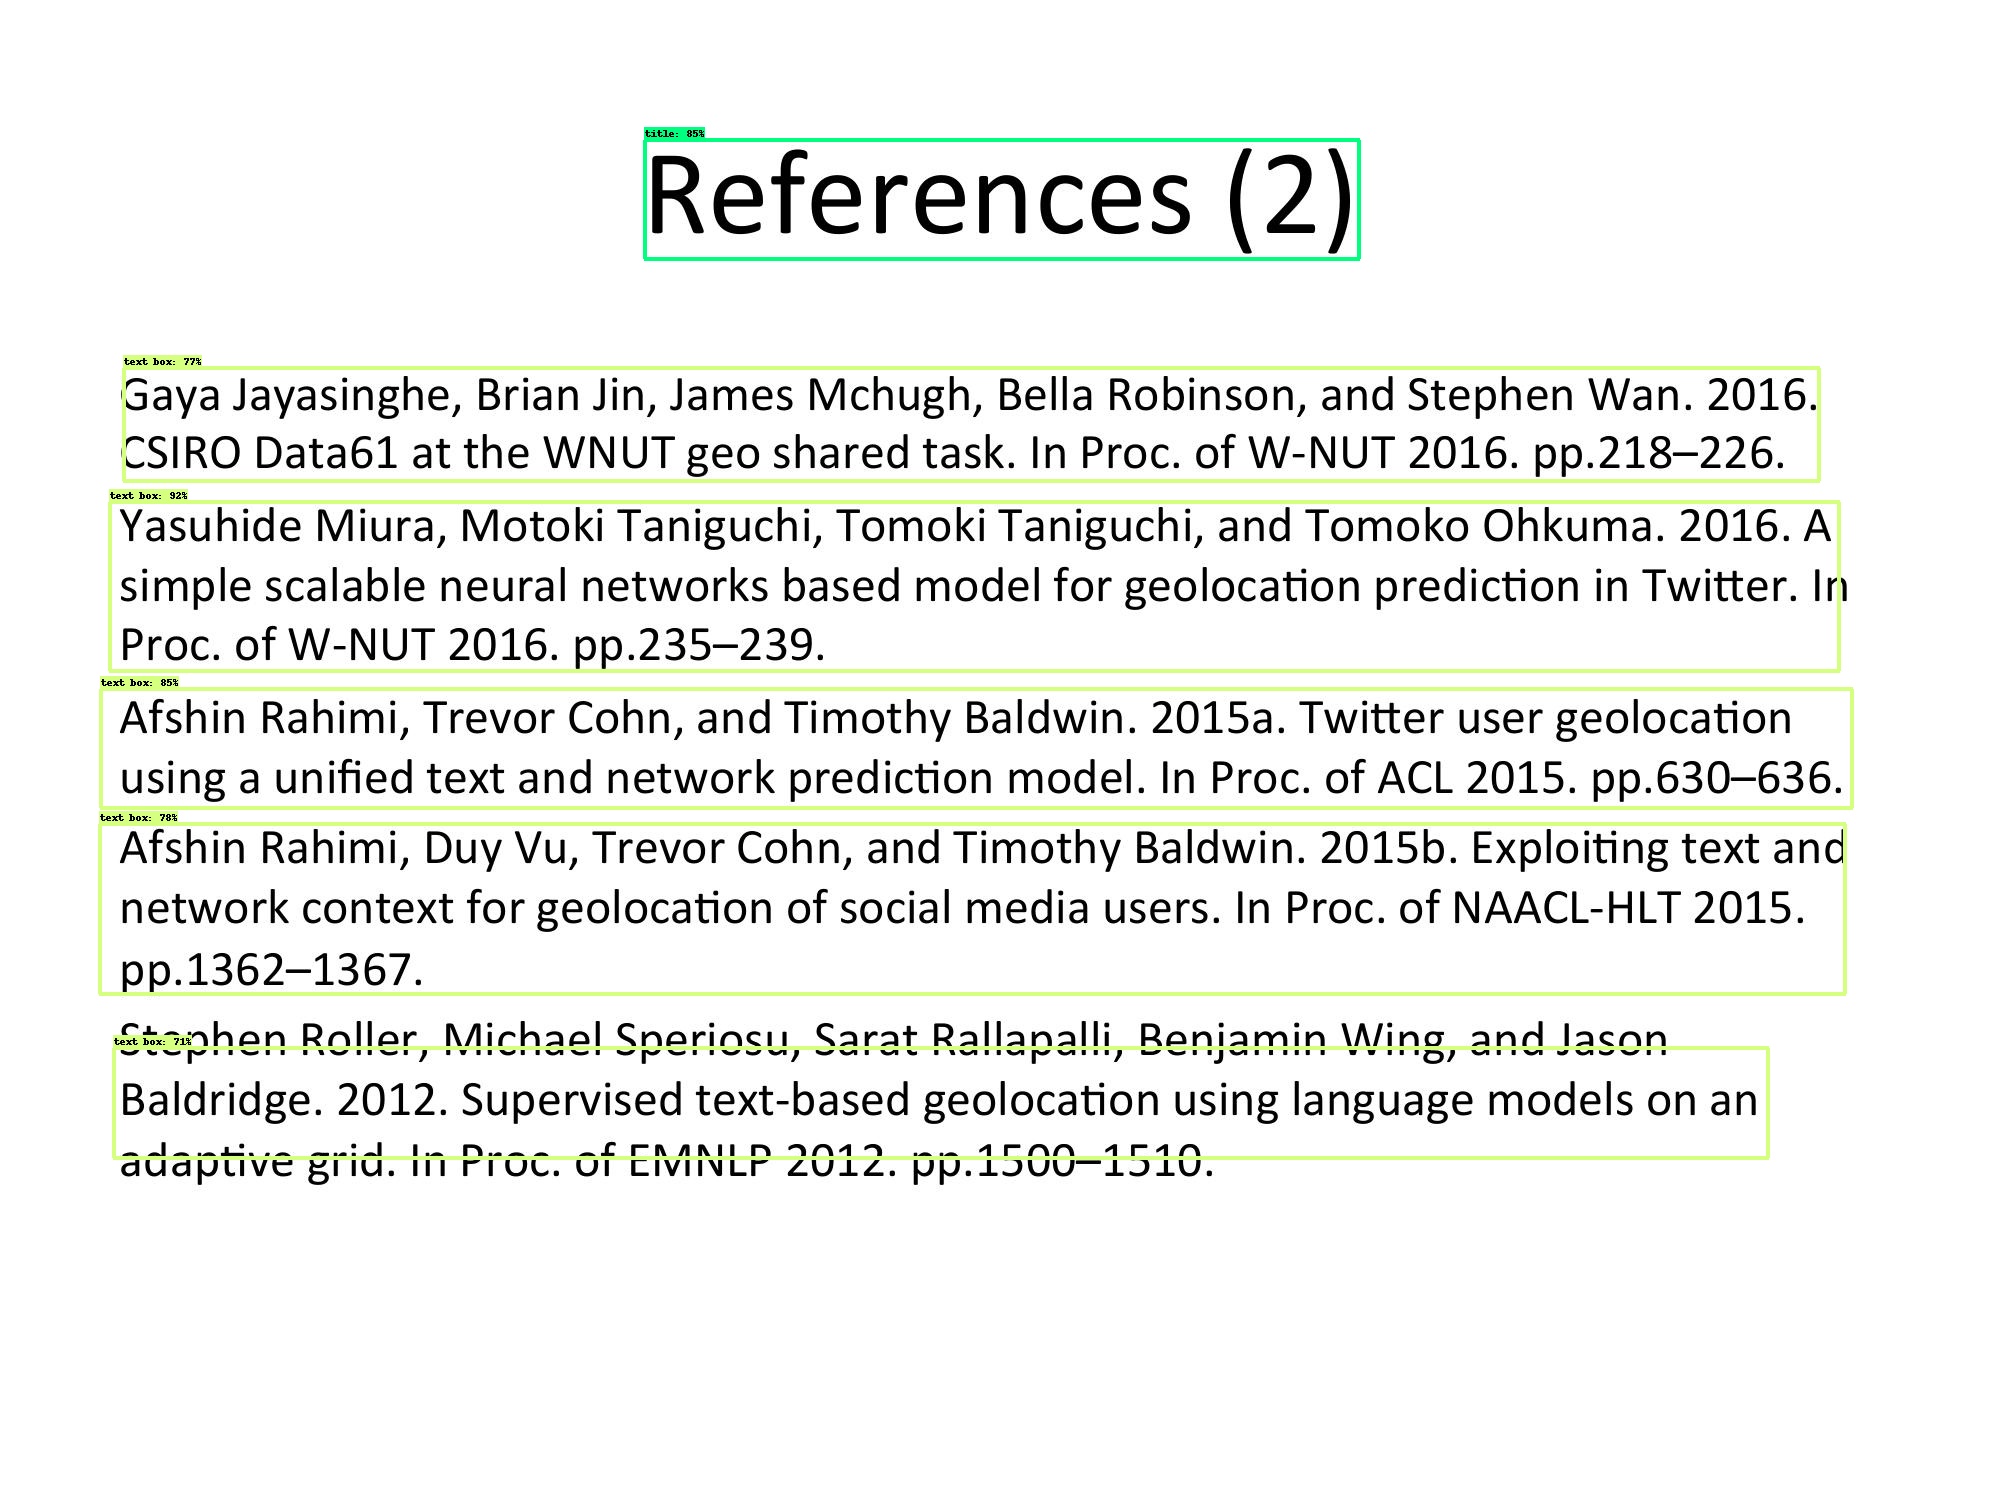 title: 85%
References (2)
text box: 77%
Gaya Jayasinghe, Brian Jin, James Mchugh, Bella Robinson, and Stephen Wan. 2016.
CSIRO Data61 at the WNUT geo shared task. In Proc. of W-NUT 2016. pp.218–226.
text box: 92%
Yasuhide Miura, Motoki Taniguchi, Tomoki Taniguchi, and Tomoko Ohkuma. 2016. A
simple scalable neural networks based model for geolocation prediction in Twitter. In
Proc. of W-NUT 2016. pp.235–239.
text box: 85%
Afshin Rahimi, Trevor Cohn, and Timothy Baldwin. 2015a. Twitter user geolocation
using a unified text and network prediction model. In Proc. of ACL 2015. pp.630–636.
text box: 78%
Afshin Rahimi, Duy Vu, Trevor Cohn, and Timothy Baldwin. 2015b. Exploiting text and
network context for geolocation of social media users. In Proc. of NAACL-HLT 2015.
pp.1362–1367.
Stephen Roller, Michael Speriosu, Sarat Rallapalli, Benjamin Wing, and Jason
text box: 71%
Baldridge. 2012. Supervised text-based geolocation using language models on an
adaptive grid. In Proc. of EMNLP 2012. pp.1500–1510.